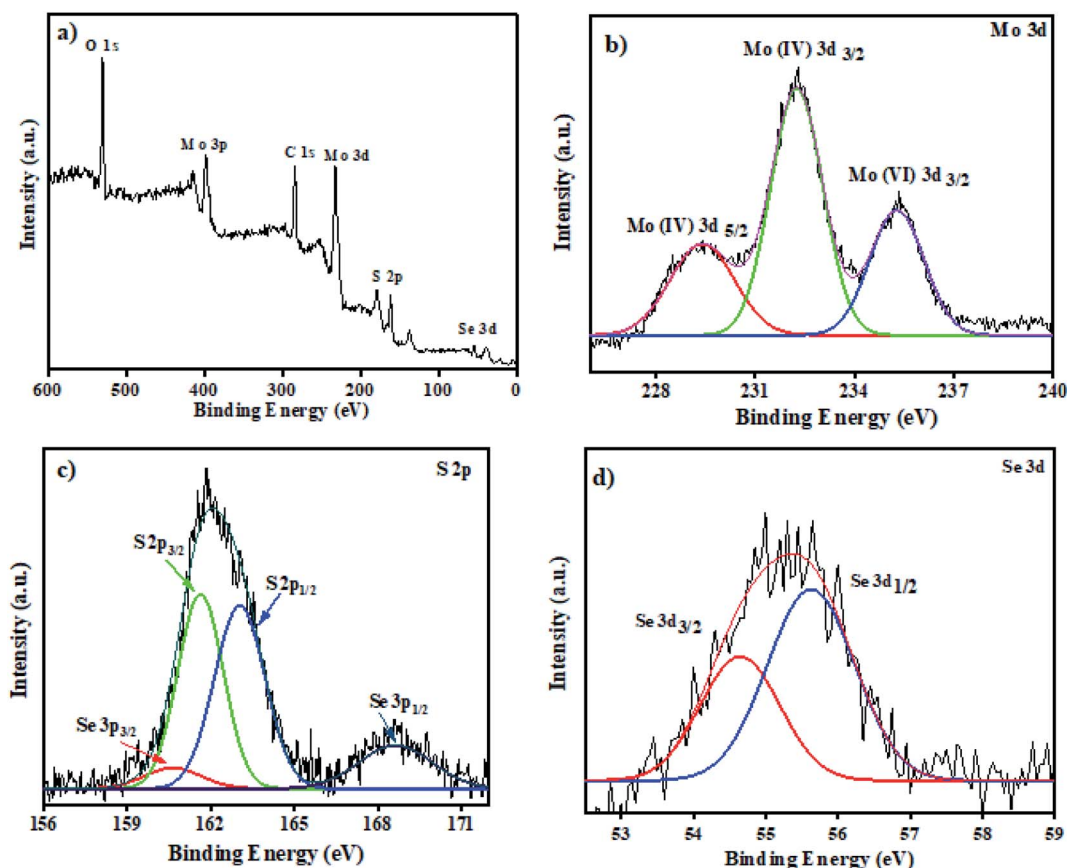 a)
O 1s
Mo 3p
C 1s
Mo 3d
S 2p
Se 3d
Intensity (a.u.)
600 500 400 300 200 100 0
Binding Energy (eV)
b)
Mo 3d
Mo (IV) 3d 3/2
Mo (VI) 3d 3/2
Mo (IV) 3d 5/2
Intensity (a.u.)
228 231 234 237 240
Binding Energy (eV)
c)
S 2p
S2p3/2
S2p1/2
Se 3p1/2
Se 3p3/2
Intensity (a.u.)
156 159 162 165 168 171
Binding Energy (eV)
d)
Se 3d
Se 3d1/2
Se 3d3/2
Intensity (a.u.)
53 54 55 56 57 58 59
Binding Energy (eV)